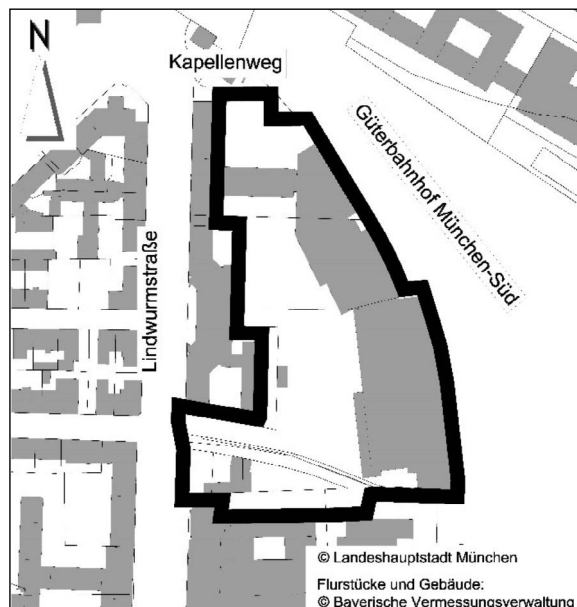 N
Kapellenweg
Güterbahnhof München-Süd
Lindwurmstraße
© Landeshauptstadt München
Flurstücke und Gebäude:
© Bayerische Vermessungsverwaltung